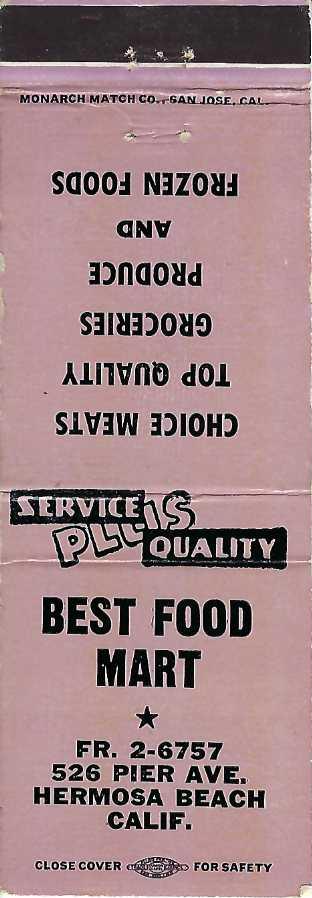 MONARCH MATCH CO., SAN JOSE, CAL.
CHOICE MEATS
TOP QUALITY
GROCERIES
PRODUCE
AND
FROZEN FOODS
SERVICE
PLUS
QUALITY
BEST FOOD
MART
FR. 2-6757
526 PIER AVE.
HERMOSA BEACH
CALIF.
CLOSE COVER FOR SAFETY